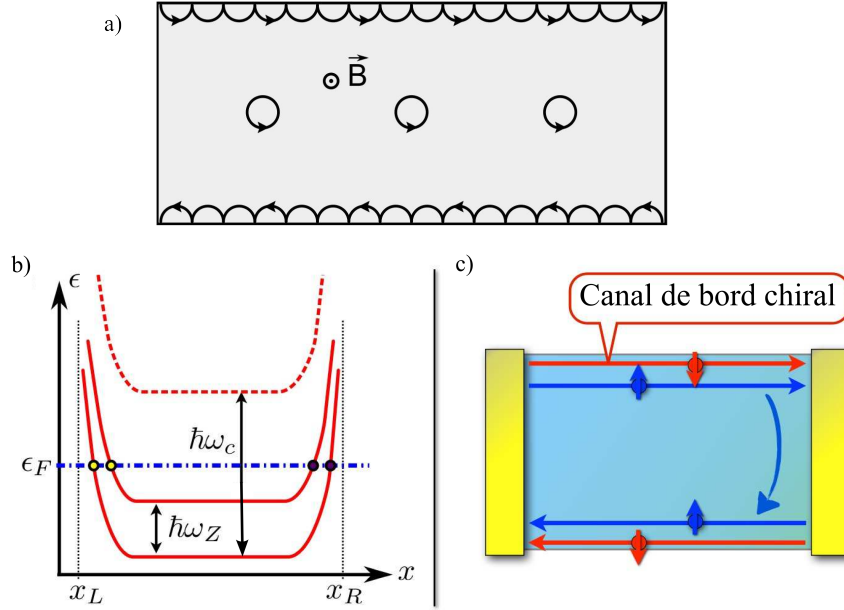 a)
B⃗
b)
ϵ
ħω_c
ϵ_F
ħω_Z
x_L
x_R
x
c)
Canal de bord chiral